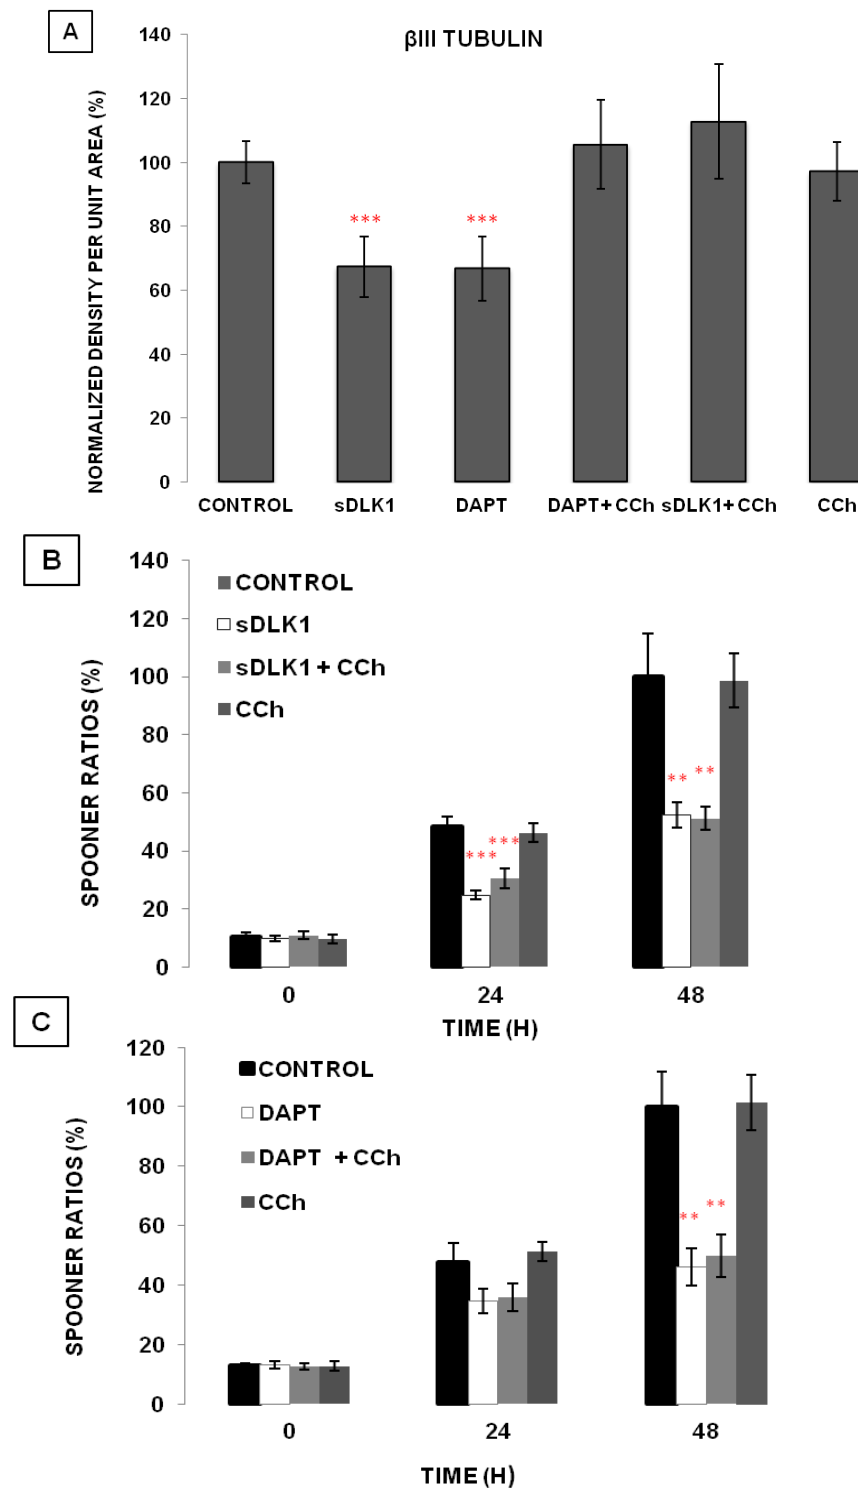 A
βIII TUBULIN
NORMALIZED DENSITY PER UNIT AREA (%)
140
120
100
80
60
40
20
0
***
***
CONTROL
sDLK1
DAPT
DAPT+CCh
sDLK1+CCh
CCh
B
SPOONER RATIOS (%)
140
120
100
80
60
40
20
0
CONTROL
sDLK1
sDLK1 + CCh
CCh
***
***
**
**
0
24
48
TIME (H)
C
SPOONER RATIOS (%)
120
100
80
60
40
20
0
CONTROL
DAPT
DAPT + CCh
CCh
**
**
0
24
48
TIME (H)